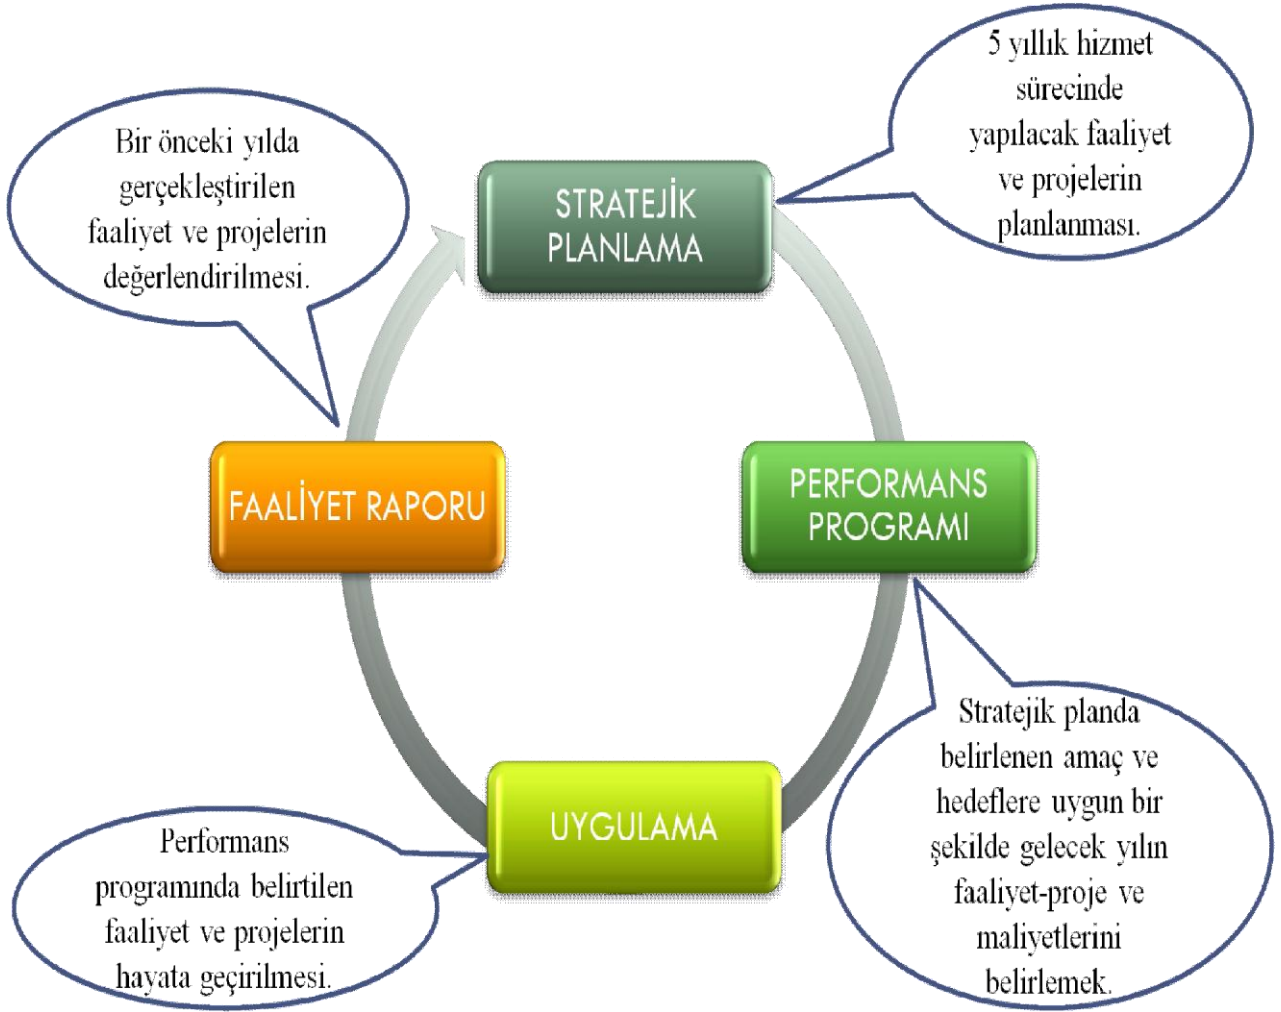 5 yıllık hizmet
sürecinde
yapılacak faaliyet
ve projelerin
planlanması.
Bir önceki yılda
gerçekleştirilen
faaliyet ve projelerin
değerlendirilmesi.
STRATEJİK
PLANLAMA
FAALİYET RAPORU
PERFORMANS
PROGRAMI
UYGULAMA
Stratejik planda
belirlenen amaç ve
hedeflere uygun bir
şekilde gelecek yılın
faaliyet-proje ve
maliyetlerini
belirlemek.
Performans
programında belirtilen
faaliyet ve projelerin
hayata geçirilmesi.